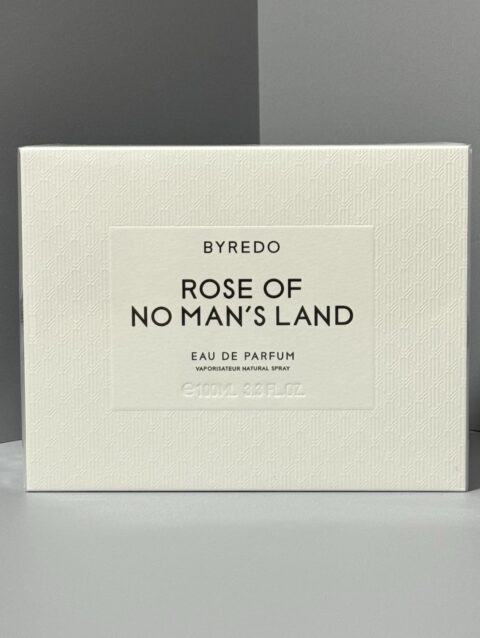 BYREDO
ROSE OF
NO MAN'S LAND
EAU DE PARFUM
VAPORISATEUR NATURAL SPRAY
℮100ML 3.3 FL.OZ.